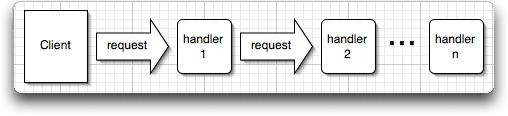 Client
request
handler
1
request
handler
2
...
handler
n